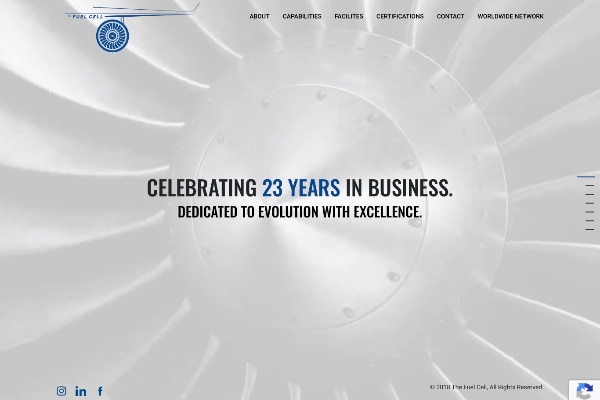 FUEL CELL
ABOUT CAPABILITIES FACILITES CERTIFICATIONS CONTACT WORLDWIDE NETWORK
CELEBRATING 23 YEARS IN BUSINESS.
DEDICATED TO EVOLUTION WITH EXCELLENCE.
© 2018 The Fuel Cell, All Rights Reserved